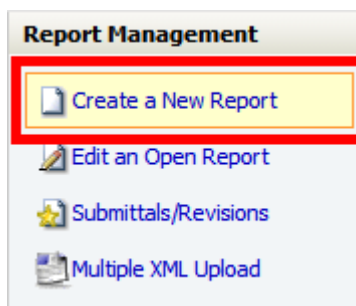 Report Management
Create a New Report
Edit an Open Report
Submittals/Revisions
Multiple XML Upload